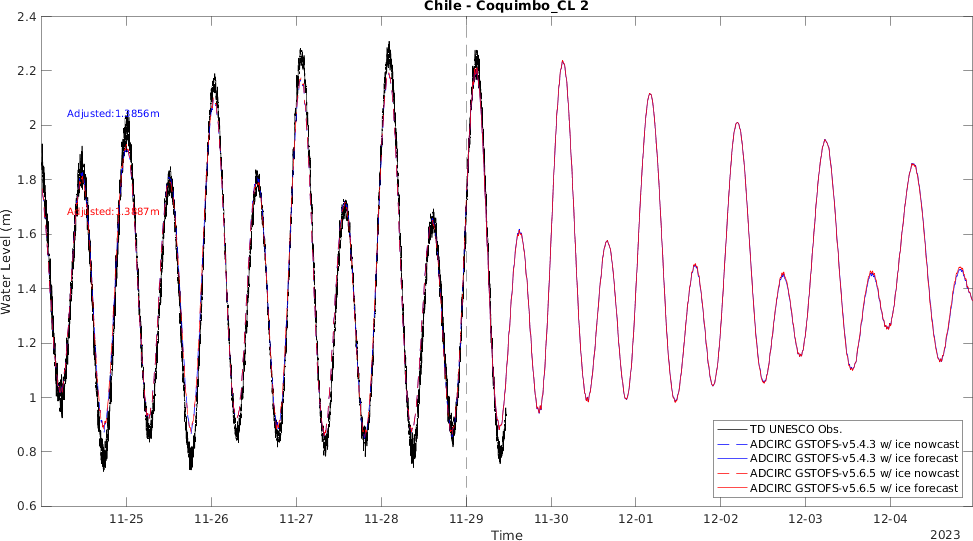 Chile - Coquimbo_CL 2
2.4
2.2
2
1.8
1.6
1.4
1.2
1
0.8
0.6
Water Level (m)
Adjusted:1.3856m
Adjusted:1.3887m
TD UNESCO Obs.
ADCIRC GSTOFS-v5.4.3 w/ ice nowcast
ADCIRC GSTOFS-v5.4.3 w/ ice forecast
ADCIRC GSTOFS-v5.6.5 w/ ice nowcast
ADCIRC GSTOFS-v5.6.5 w/ ice forecast
11-25 11-26 11-27 11-28 11-29 11-30 12-01 12-02 12-03 12-04
Time
2023